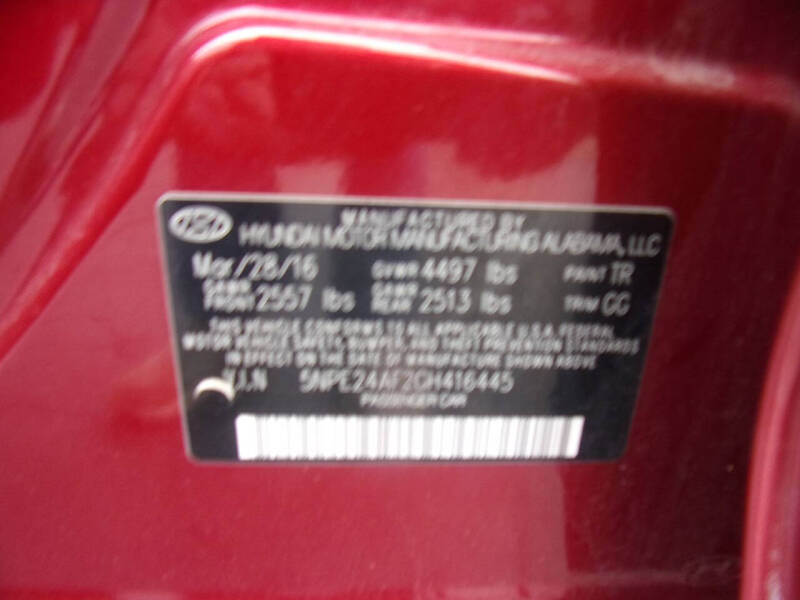 MANUFACTURED BY
HYUNDAI MOTOR MANUFACTURING ALABAMA, LLC
Mar/28/16 GVWR 4497 lbs PAINT TR
GAWR FRONT 2557 lbs GAWR REAR 2513 lbs TRIM GG
THIS VEHICLE CONFORMS TO ALL APPLICABLE U.S.A. FEDERAL
MOTOR VEHICLE SAFETY, BUMPER, AND THEFT PREVENTION STANDARDS
IN EFFECT ON THE DATE OF MANUFACTURE SHOWN ABOVE
V.I.N 5NPE24AF2GH416445
PASSENGER CAR